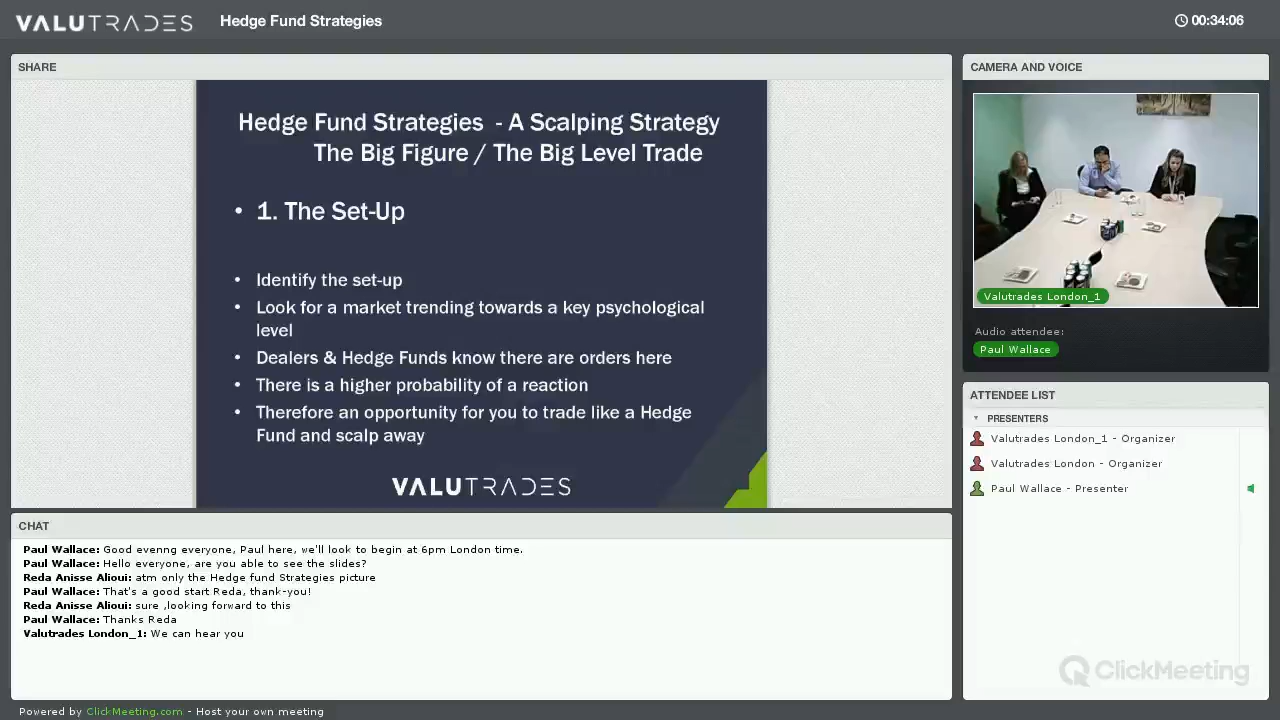 VALUTRADES
Hedge Fund Strategies
00:34:06
SHARE
Hedge Fund Strategies - A Scalping Strategy
The Big Figure / The Big Level Trade
• 1. The Set-Up
• Identify the set-up
• Look for a market trending towards a key psychological
level
• Dealers & Hedge Funds know there are orders here
• There is a higher probability of a reaction
• Therefore an opportunity for you to trade like a Hedge
Fund and scalp away
VALUTRADES
CAMERA AND VOICE
Valutrades London_1
Audio attendee:
Paul Wallace
ATTENDEE LIST
PRESENTERS
Valutrades London_1 - Organizer
Valutrades London - Organizer
Paul Wallace - Presenter
ClickMeeting
CHAT
Paul Wallace: Good evenng everyone, Paul here, we'll look to begin at 6pm London time.
Paul Wallace: Hello everyone, are you able to see the slides?
Reda Anisse Alioui: atm only the Hedge fund Strategies picture
Paul Wallace: That's a good start Reda, thank-you!
Reda Anisse Alioui: sure ,looking forward to this
Paul Wallace: Thanks Reda
Valutrades London_1: We can hear you
Powered by ClickMeeting.com - Host your own meeting